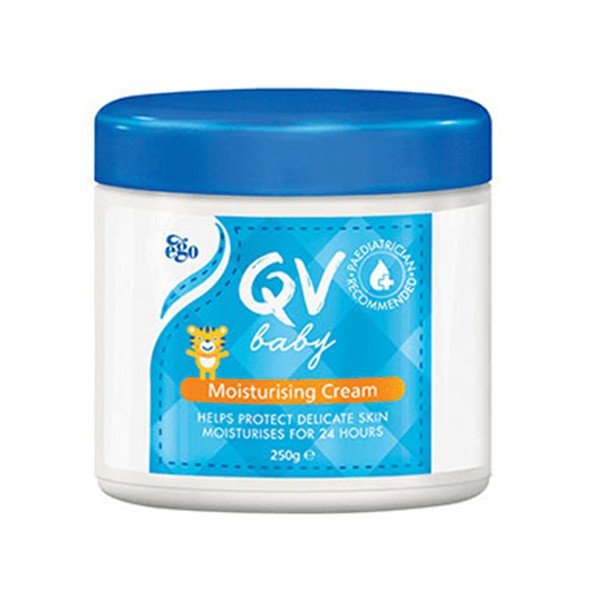 ego
QV
baby
PAEDIATRICIAN
RECOMMENDED
Moisturising Cream
HELPS PROTECT DELICATE SKIN
MOISTURISES FOR 24 HOURS
250g ℮